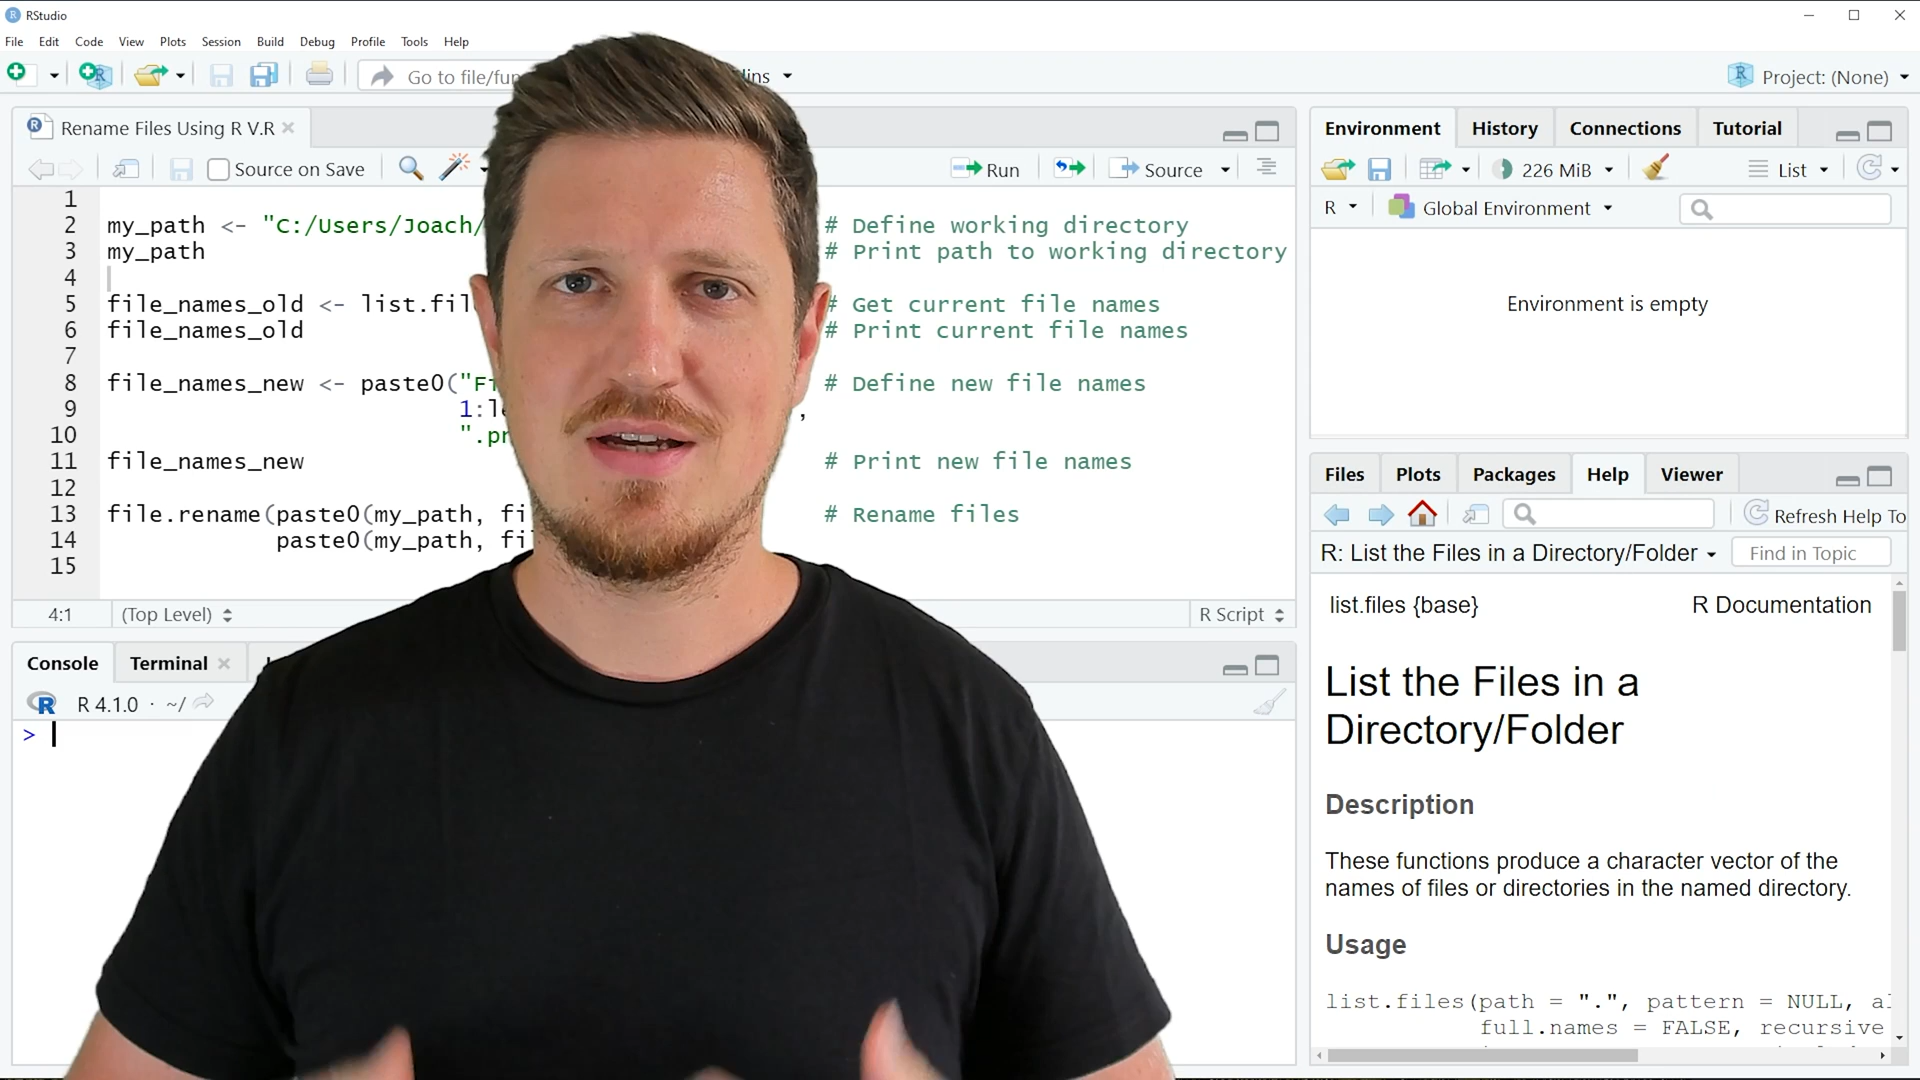 RStudio
File Edit Code View Plots Session Build Debug Profile Tools Help
Go to file/fun
Project: (None)
Rename Files Using R V.R
Source on Save
Run
Source
1
2 my_path <- "C:/Users/Joach/ # Define working directory
3 my_path # Print path to working directory
4
5 file_names_old <- list.fil # Get current file names
6 file_names_old # Print current file names
7
8 file_names_new <- paste0("Fi # Define new file names
9 1:le ,
10 ".pn
11 file_names_new # Print new file names
12
13 file.rename(paste0(my_path, fi # Rename files
14 paste0(my_path, fil
15
4:1 (Top Level) R Script
Console Terminal
R 4.1.0 · ~/
>
Environment History Connections Tutorial
226 MiB List
R Global Environment
Environment is empty
Files Plots Packages Help Viewer
Refresh Help To
R: List the Files in a Directory/Folder Find in Topic
list.files {base} R Documentation
List the Files in a
Directory/Folder
Description
These functions produce a character vector of the
names of files or directories in the named directory.
Usage
list.files(path = ".", pattern = NULL, al
full.names = FALSE, recursive